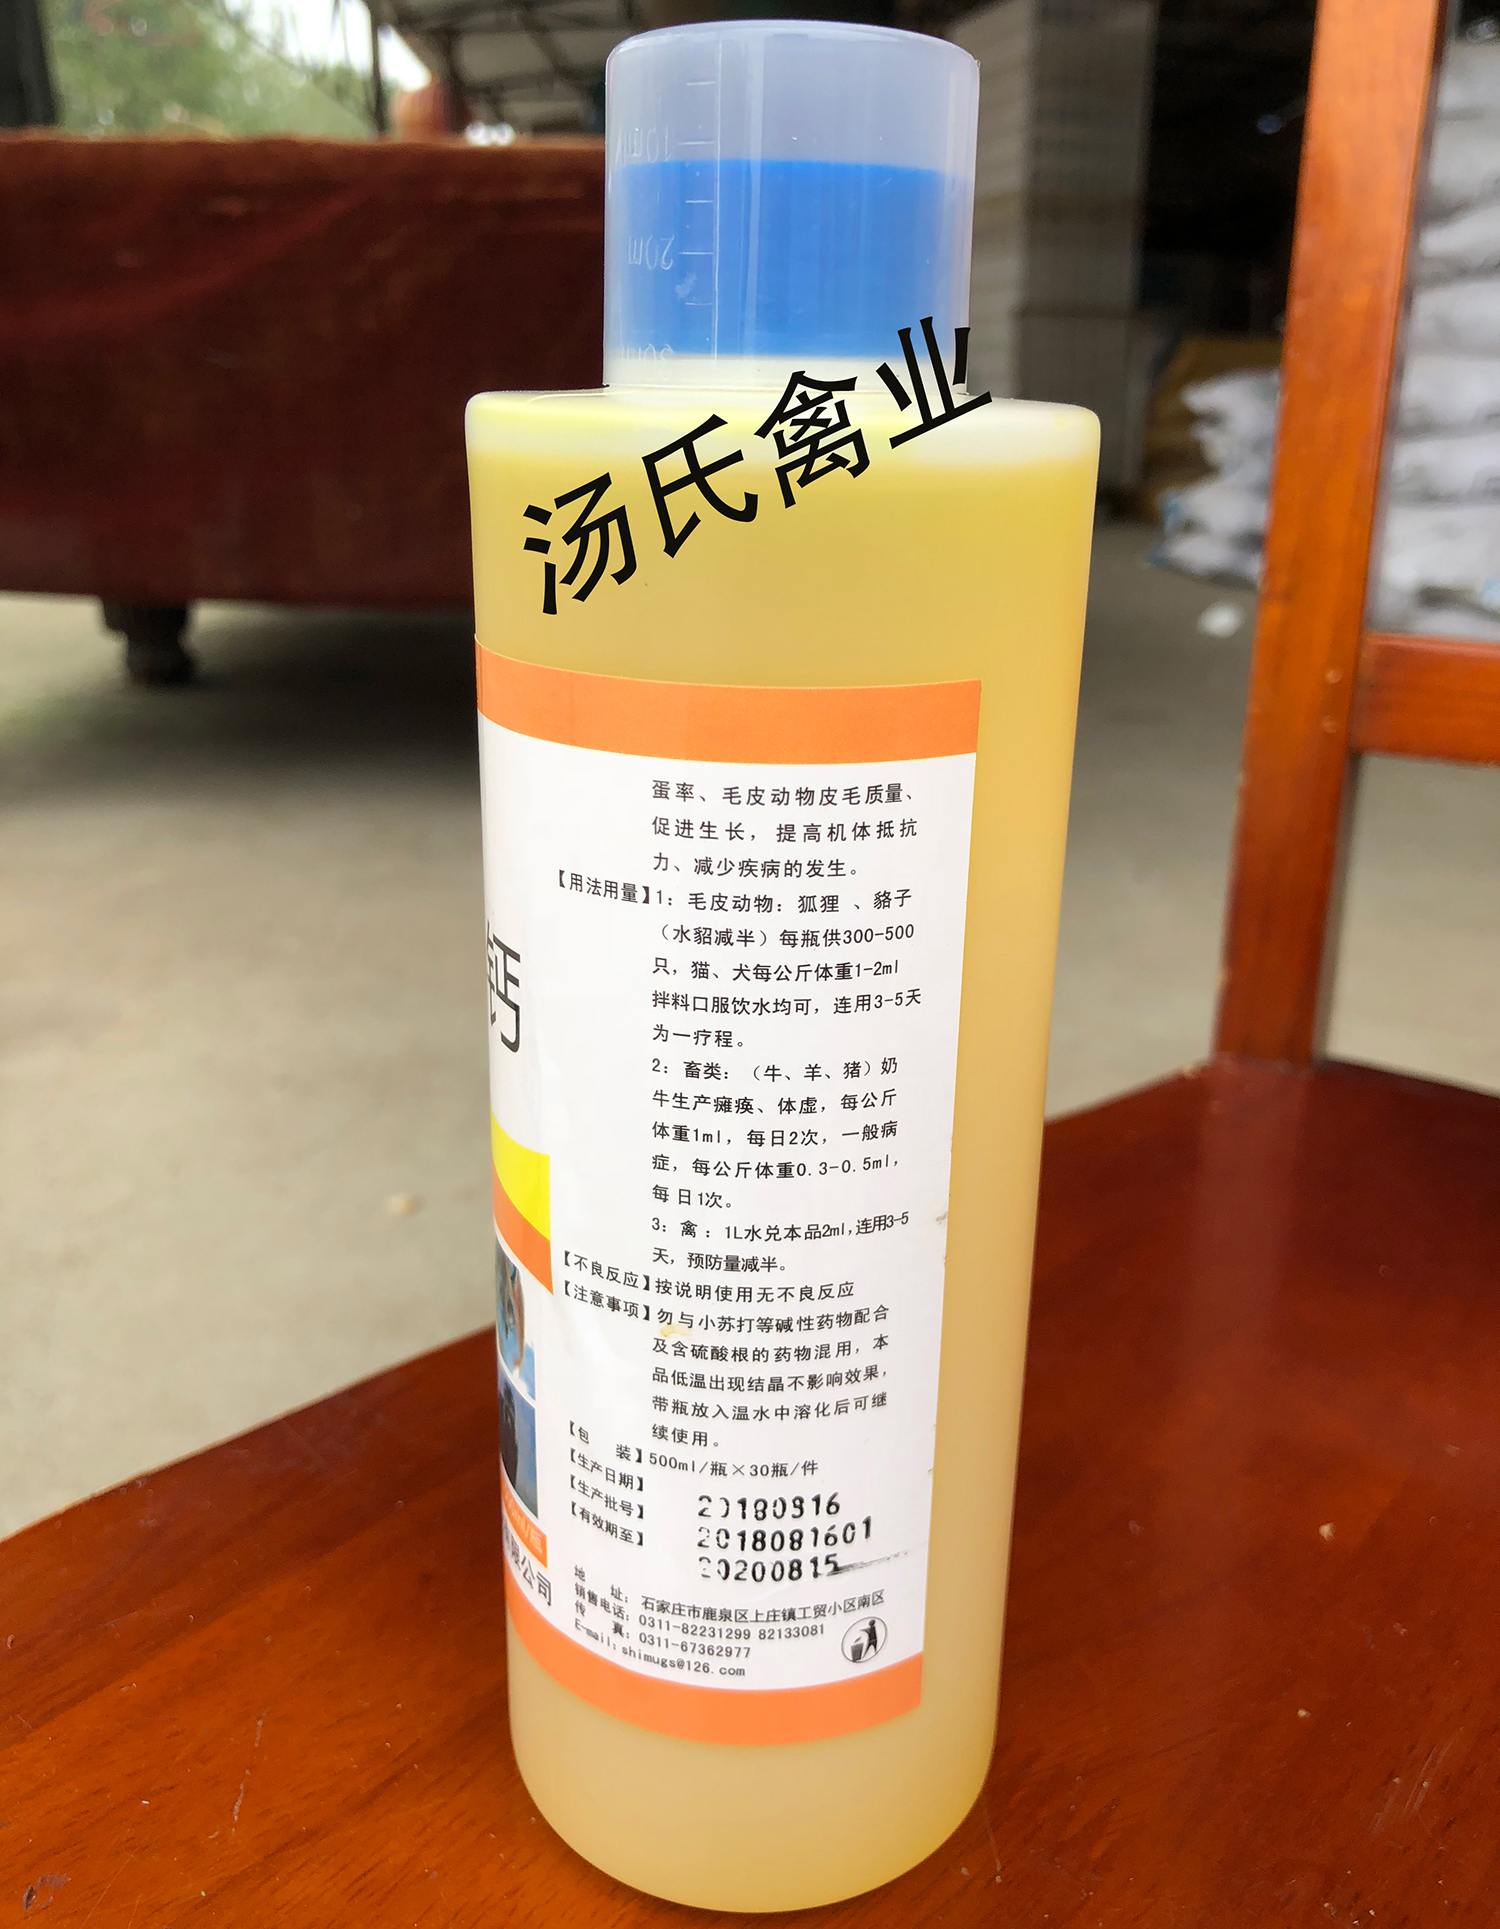 10ml
20ml
汤氏禽业
蛋率、毛皮动物皮毛质量、
促进生长，提高机体抵抗
力、减少疾病的发生。
【用法用量】1：毛皮动物：狐狸 、貉子
（水貂减半）每瓶供300-500
只，猫、犬每公斤体重1-2ml
拌料口服饮水均可，连用3-5天
为一疗程。
2：畜类：（牛、羊、猪）奶
牛生产瘫痪、体虚，每公斤
体重1ml，每日2次，一般病
症，每公斤体重0.3-0.5ml，
每日1次。
3：禽：1L水兑本品2ml,连用3-5
天，预防量减半。
【不良反应】按说明使用无不良反应
【注意事项】勿与小苏打等碱性药物配合
及含硫酸根的药物混用，本
品低温出现结晶不影响效果，
带瓶放入温水中溶化后可继
续使用。
【包 装】500ml/瓶×30瓶/件
【生产日期】20180816
【生产批号】2018081601
【有效期至】20200815
地 址：石家庄市鹿泉区上庄镇工贸小区南区
销售电话：0311-82231299 82133081
传 真：0311-67362977
E-mail:shimugs@126.com
钙
限公司